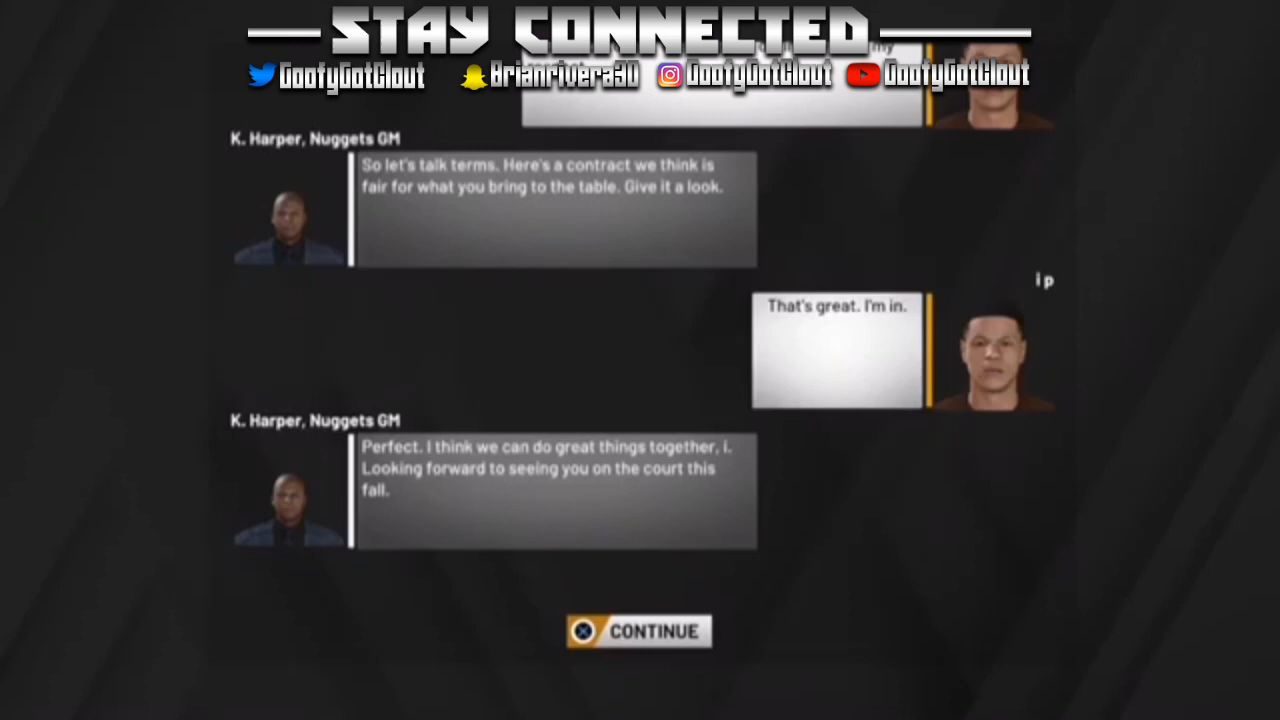 STAY CONNECTED
my
GoofyGotClout Brianrivera30 GoofyGotClout GoofyGotClout
K. Harper, Nuggets GM
So let's talk terms. Here's a contract we think is
fair for what you bring to the table. Give it a look.
i p
That's great. I'm in.
K. Harper, Nuggets GM
Perfect. I think we can do great things together, i.
Looking forward to seeing you on the court this
fall.
CONTINUE